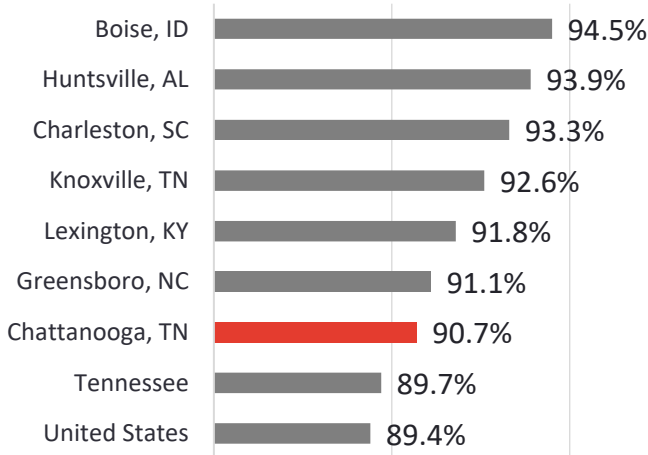 Boise, ID 94.5%
Huntsville, AL 93.9%
Charleston, SC 93.3%
Knoxville, TN 92.6%
Lexington, KY 91.8%
Greensboro, NC 91.1%
Chattanooga, TN 90.7%
Tennessee 89.7%
United States 89.4%